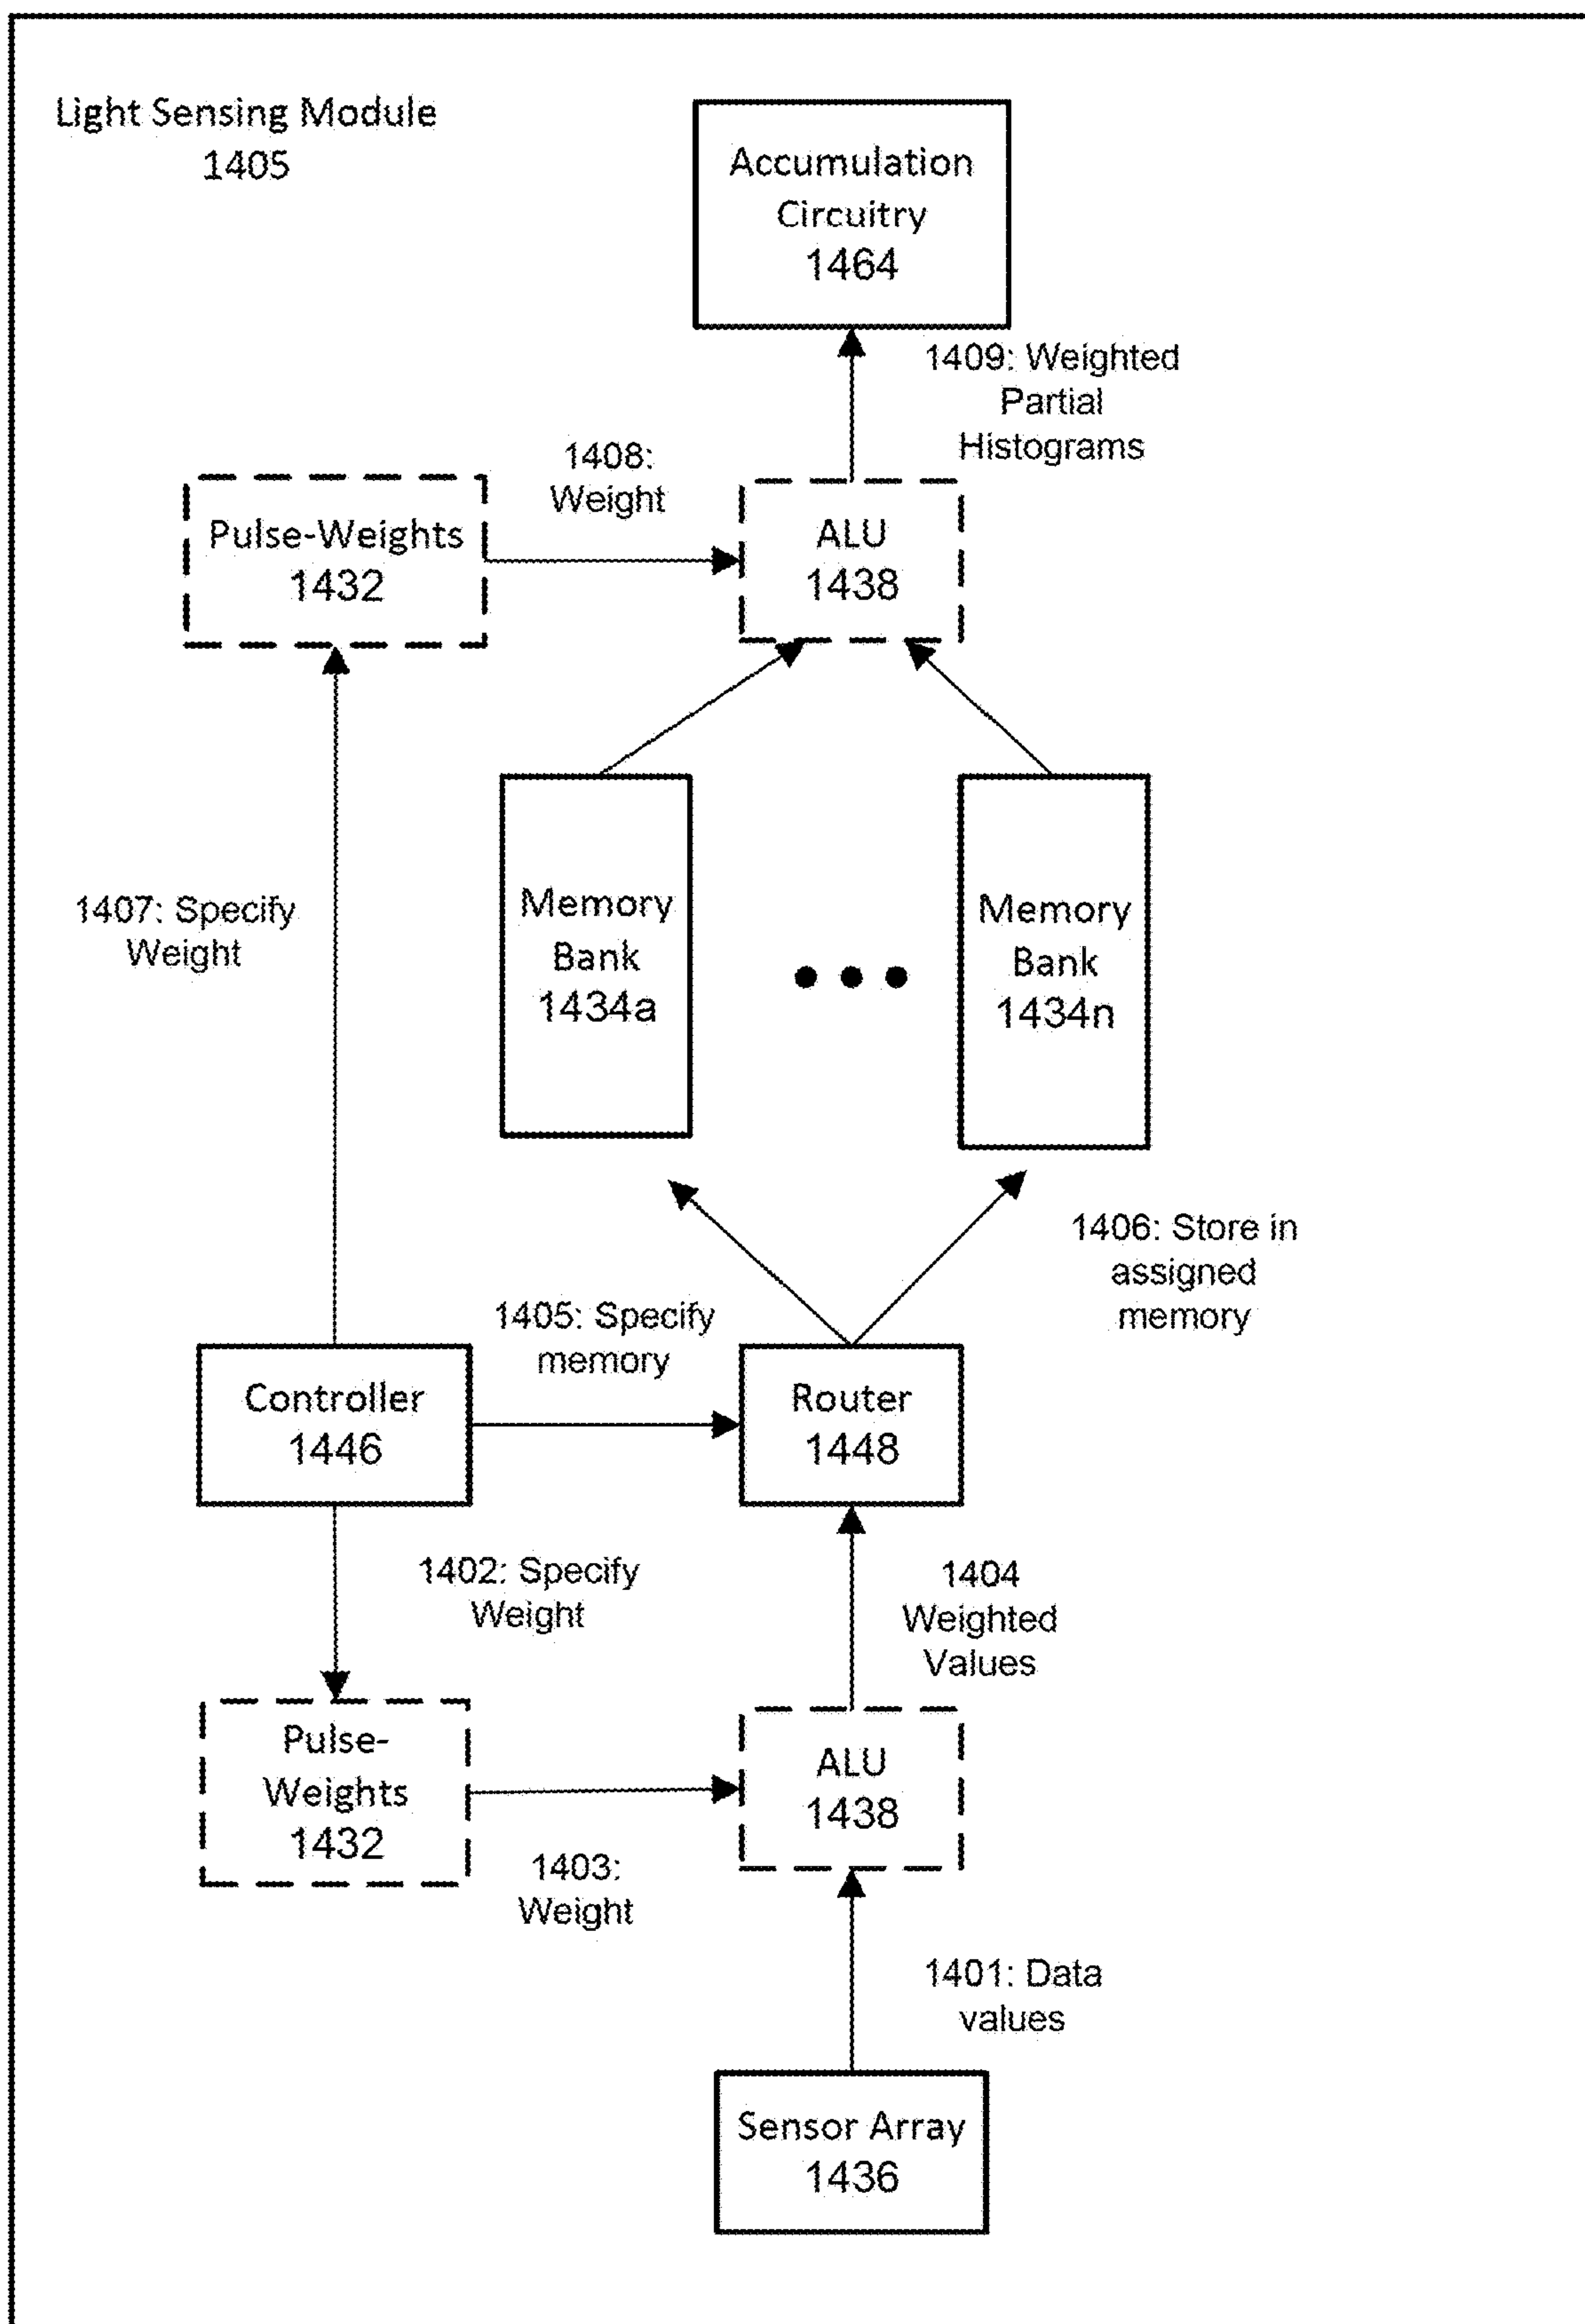 Light Sensing Module
1405
Accumulation
Circuitry
1464
1409: Weighted
Partial
Histograms
1408:
Weight
Pulse-Weights
1432
ALU
1438
1407: Specify
Weight
Memory
Bank
1434a
Memory
Bank
1434n
1406: Store in
assigned
memory
1405: Specify
memory
Controller
1446
Router
1448
1402: Specify
Weight
1404
Weighted
Values
Pulse-
Weights
1432
ALU
1438
1403:
Weight
1401: Data
values
Sensor Array
1436